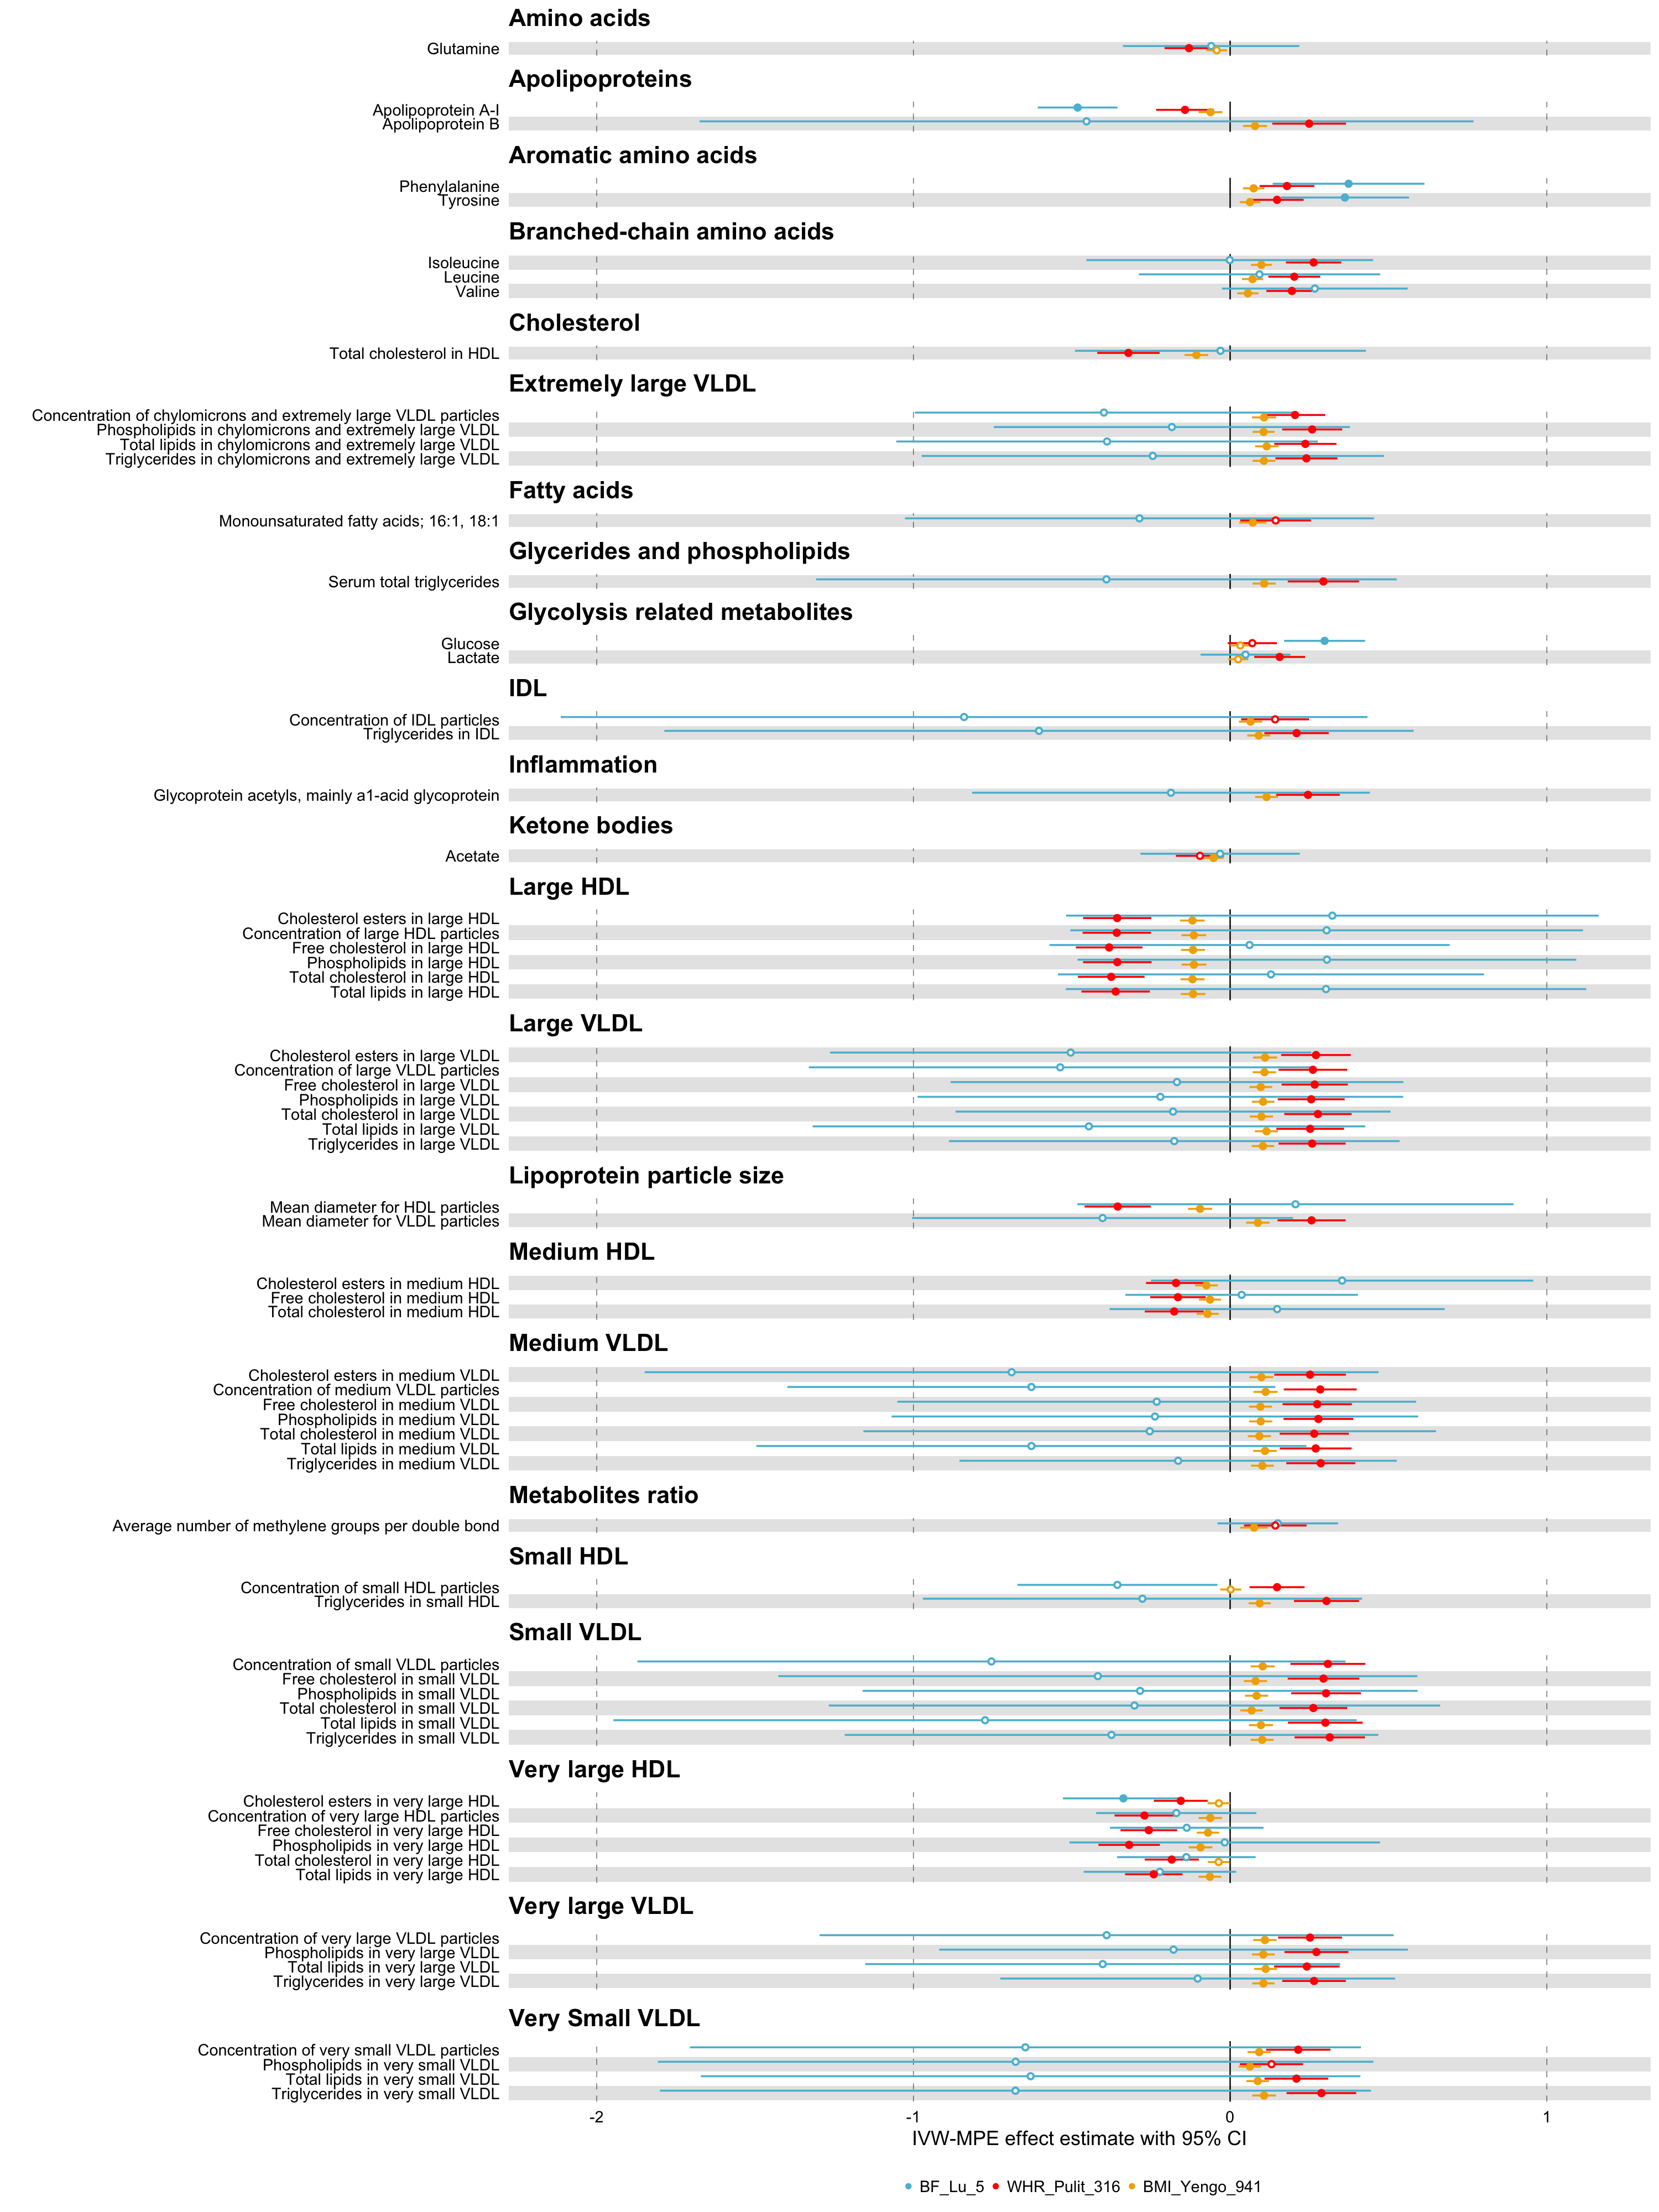 Amino acids
Glutamine
Apolipoproteins
Apolipoprotein A-I
Apolipoprotein B
Aromatic amino acids
Phenylalanine
Tyrosine
Branched-chain amino acids
Isoleucine
Leucine
Valine
Cholesterol
Total cholesterol in HDL
Extremely large VLDL
Concentration of chylomicrons and extremely large VLDL particles
Phospholipids in chylomicrons and extremely large VLDL
Total lipids in chylomicrons and extremely large VLDL
Triglycerides in chylomicrons and extremely large VLDL
Fatty acids
Monounsaturated fatty acids; 16:1, 18:1
Glycerides and phospholipids
Serum total triglycerides
Glycolysis related metabolites
Glucose
Lactate
IDL
Concentration of IDL particles
Triglycerides in IDL
Inflammation
Glycoprotein acetyls, mainly a1-acid glycoprotein
Ketone bodies
Acetate
Large HDL
Cholesterol esters in large HDL
Concentration of large HDL particles
Free cholesterol in large HDL
Phospholipids in large HDL
Total cholesterol in large HDL
Total lipids in large HDL
Large VLDL
Cholesterol esters in large VLDL
Concentration of large VLDL particles
Free cholesterol in large VLDL
Phospholipids in large VLDL
Total cholesterol in large VLDL
Total lipids in large VLDL
Triglycerides in large VLDL
Lipoprotein particle size
Mean diameter for HDL particles
Mean diameter for VLDL particles
Medium HDL
Cholesterol esters in medium HDL
Free cholesterol in medium HDL
Total cholesterol in medium HDL
Medium VLDL
Cholesterol esters in medium VLDL
Concentration of medium VLDL particles
Free cholesterol in medium VLDL
Phospholipids in medium VLDL
Total cholesterol in medium VLDL
Total lipids in medium VLDL
Triglycerides in medium VLDL
Metabolites ratio
Average number of methylene groups per double bond
Small HDL
Concentration of small HDL particles
Triglycerides in small HDL
Small VLDL
Concentration of small VLDL particles
Free cholesterol in small VLDL
Phospholipids in small VLDL
Total cholesterol in small VLDL
Total lipids in small VLDL
Triglycerides in small VLDL
Very large HDL
Cholesterol esters in very large HDL
Concentration of very large HDL particles
Free cholesterol in very large HDL
Phospholipids in very large HDL
Total cholesterol in very large HDL
Total lipids in very large HDL
Very large VLDL
Concentration of very large VLDL particles
Phospholipids in very large VLDL
Total lipids in very large VLDL
Triglycerides in very large VLDL
Very Small VLDL
Concentration of very small VLDL particles
Phospholipids in very small VLDL
Total lipids in very small VLDL
Triglycerides in very small VLDL
-2 -1 0 1
IVW-MPE effect estimate with 95% CI
BF_Lu_5 WHR_Pulit_316 BMI_Yengo_941